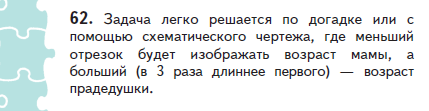 62. Задача легко решается по догадке или с
помощью схематического чертежа, где меньший
отрезок будет изображать возраст мамы, а
больший (в 3 раза длиннее первого) — возраст
прадедушки.